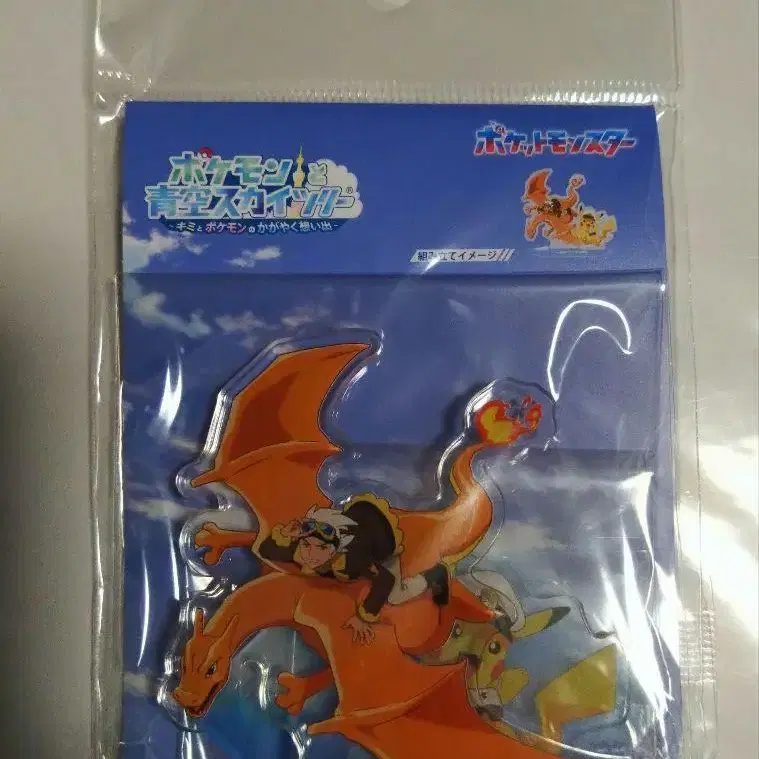 ポケモンと
青空スカイツリー®
-キミとポケモンのかがやく想い出-
ポケットモンスター
組み立てイメージ